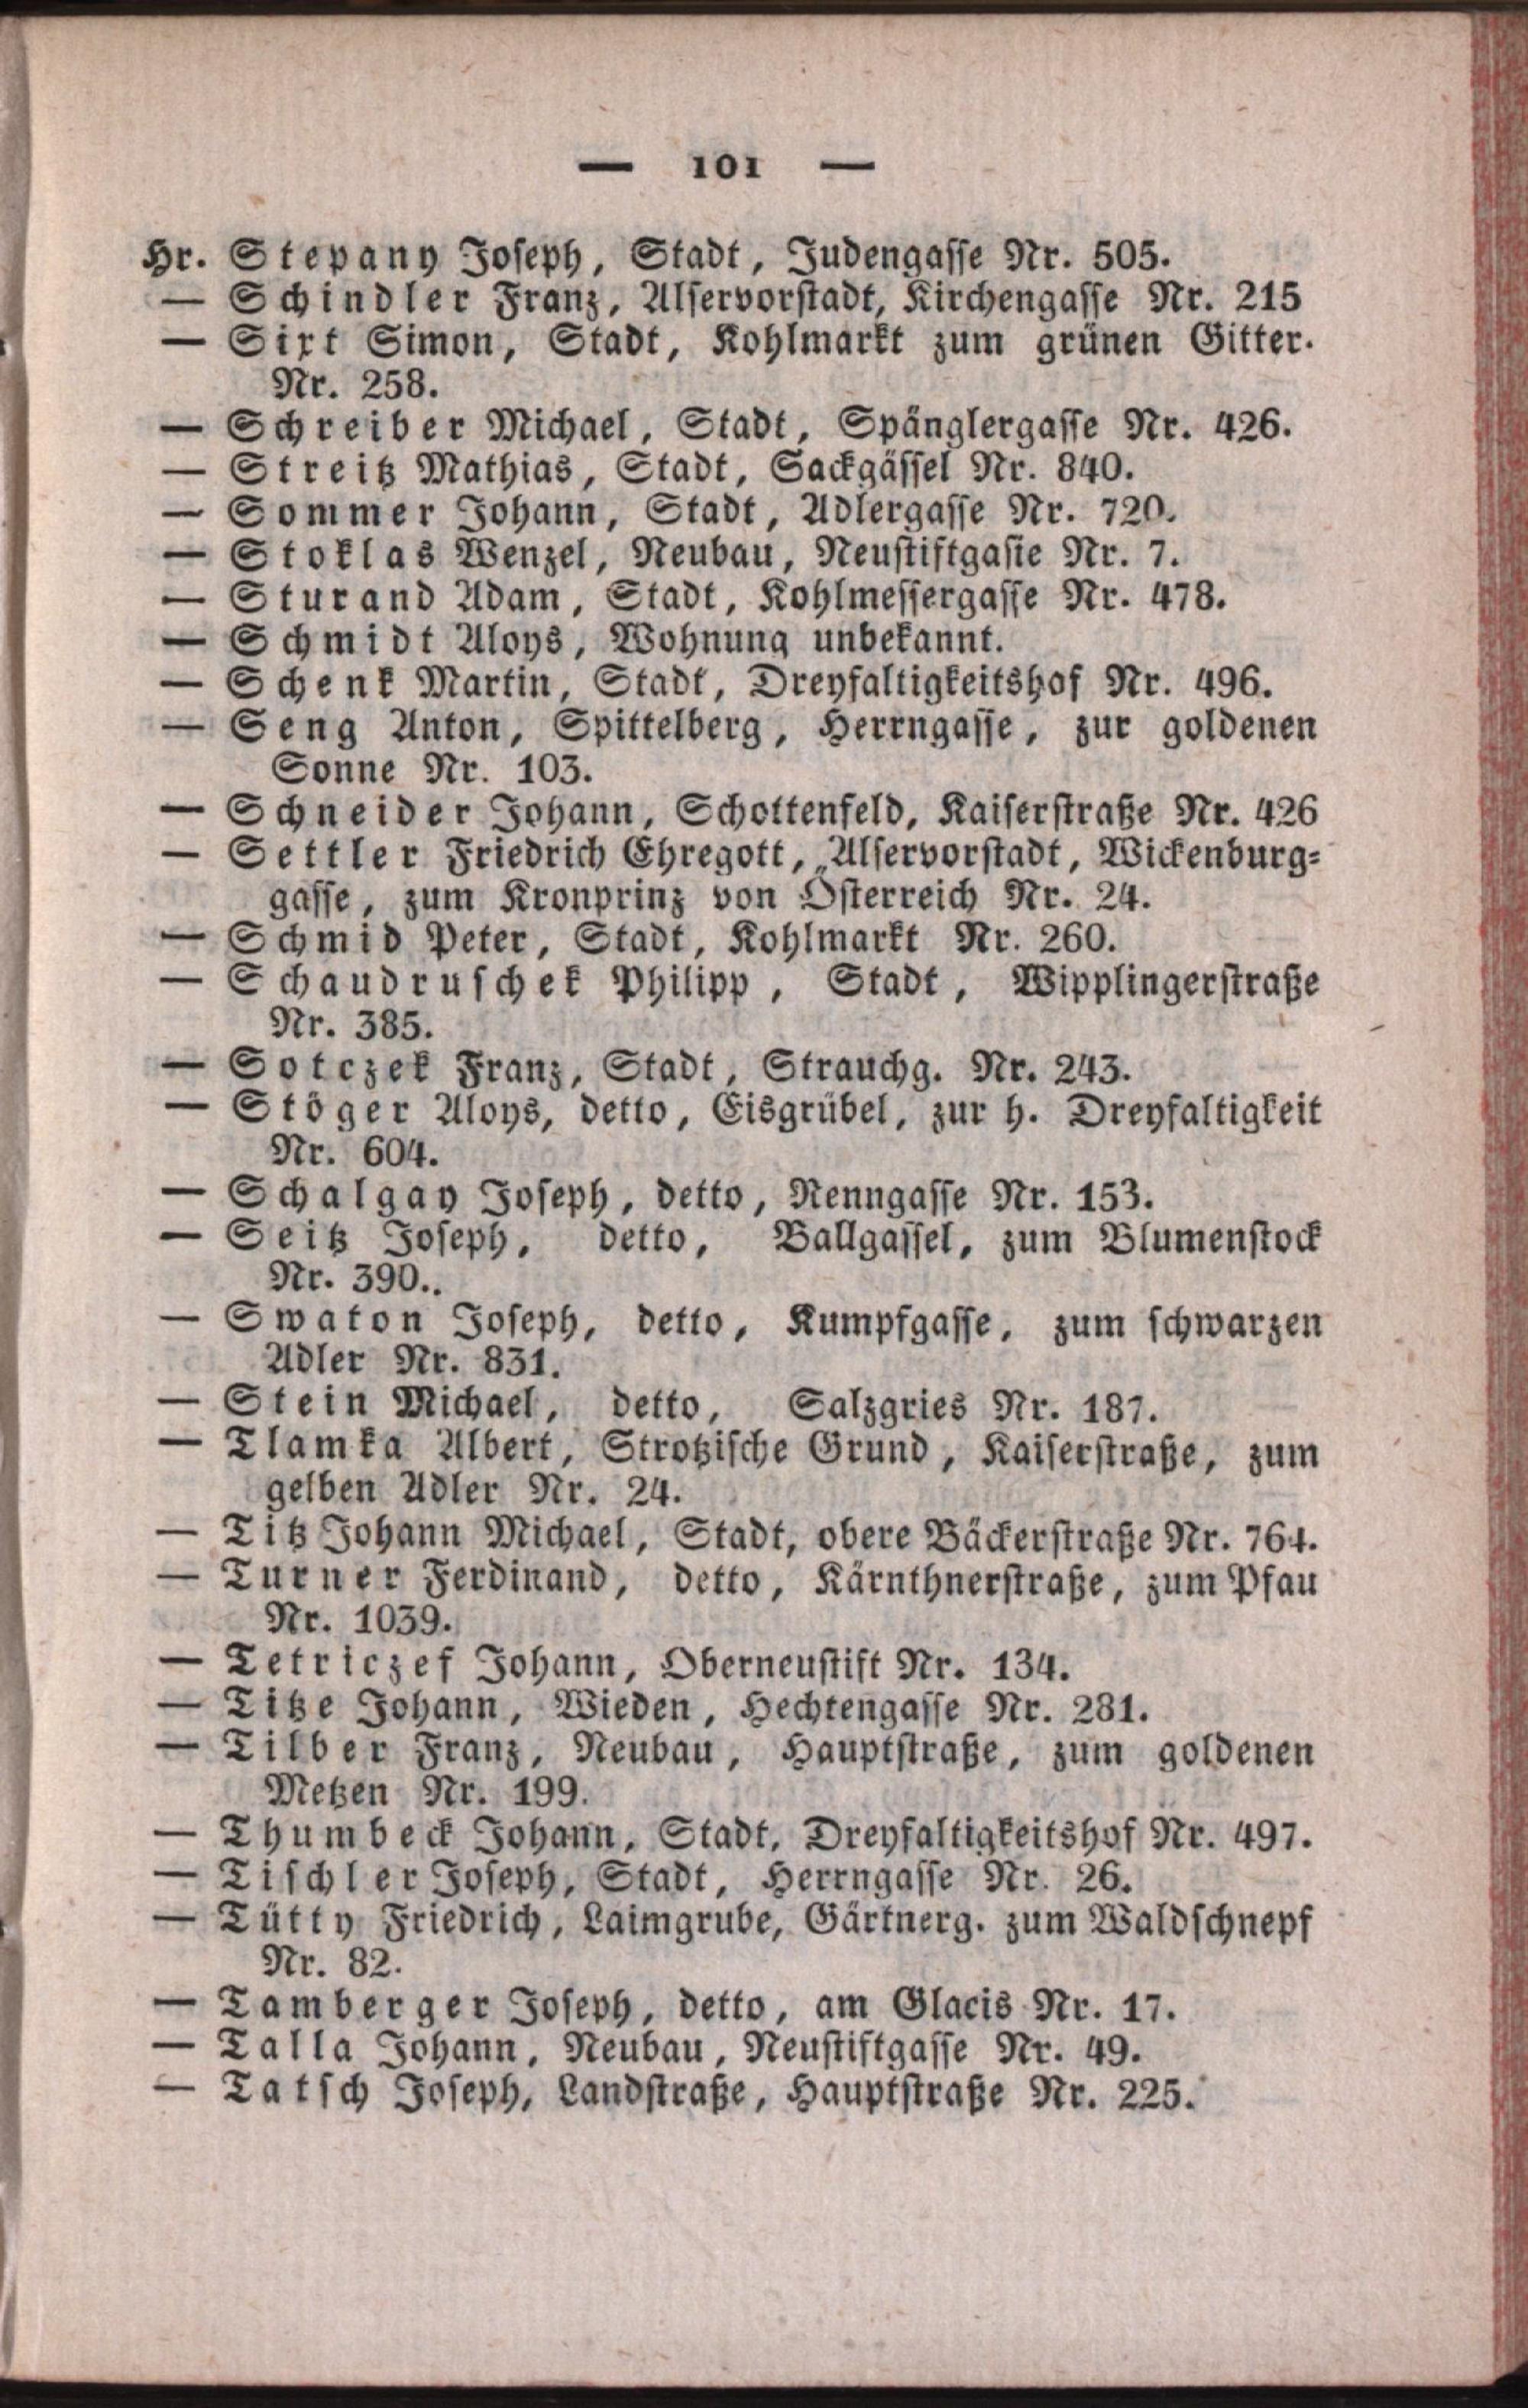 — 101 —
Hr. Stepany Joseph, Stadt, Judengasse Nr. 505.
— Schindler Franz, Alservorstadt, Kirchengasse Nr. 215
— Sixt Simon, Stadt, Kohlmarkt zum grünen Gitter.
Nr. 258.
— Schreiber Michael, Stadt, Spänglergasse Nr. 426.
— Streitz Mathias, Stadt, Sackgässel Nr. 840.
— Sommer Johann, Stadt, Adlergasse Nr. 720.
— Stoklas Wenzel, Neubau, Neustiftgasse Nr. 7.
— Sturand Adam, Stadt, Kohlmessergasse Nr. 478.
— Schmidt Aloys, Wohnung unbekannt.
— Schenk Martin, Stadt, Dreyfaltigkeitshof Nr. 496.
— Seng Anton, Spittelberg, Herrngasse, zur goldenen
Sonne Nr. 103.
— Schneider Johann, Schottenfeld, Kaiserstraße Nr. 426
— Settler Friedrich Ehregott, Alservorstadt, Wickenburg-
gasse, zum Kronprinz von Österreich Nr. 24.
— Schmid Peter, Stadt, Kohlmarkt Nr. 260.
— Schaudruschek Philipp, Stadt, Wipplingerstraße
Nr. 385.
— Sotczek Franz, Stadt, Strauchg. Nr. 243.
— Stöger Aloys, detto, Eisgrübel, zur h. Dreyfaltigkeit
Nr. 604.
— Schalgay Joseph, detto, Renngasse Nr. 153.
— Seitz Joseph, detto, Ballgassel, zum Blumenstock
Nr. 390..
— Swaton Joseph, detto, Kumpfgasse, zum schwarzen
Adler Nr. 831.
— Stein Michael, detto, Salzgries Nr. 187.
— Tlamka Albert, Strotzische Grund, Kaiserstraße, zum
gelben Adler Nr. 24.
— Titz Johann Michael, Stadt, obere Bäckerstraße Nr. 764.
— Turner Ferdinand, detto, Kärnthnerstraße, zum Pfau
Nr. 1039.
— Tetriczef Johann, Oberneustift Nr. 134.
— Titze Johann, Wieden, Hechtengasse Nr. 281.
— Tilber Franz, Neubau, Hauptstraße, zum goldenen
Metzen Nr. 199.
— Thumbeck Johann, Stadt, Dreyfaltigkeitshof Nr. 497.
— Tischler Joseph, Stadt, Herrngasse Nr. 26.
— Tütty Friedrich, Laimgrube, Gärtnerg. zum Waldschnepf
Nr. 82.
— Tamberger Joseph, detto, am Glacis Nr. 17.
— Talla Johann, Neubau, Neustiftgasse Nr. 49.
— Tatsch Joseph, Landstraße, Hauptstraße Nr. 225.